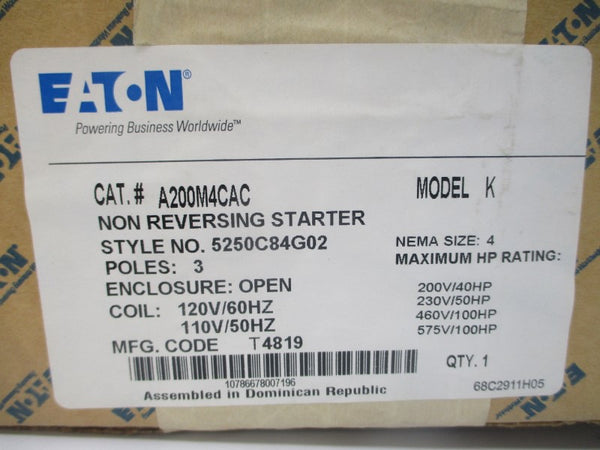 EATON®
Powering Business Worldwide™
CAT.# A200M4CAC MODEL K
NON REVERSING STARTER
STYLE NO. 5250C84G02 NEMA SIZE: 4
POLES: 3 MAXIMUM HP RATING:
ENCLOSURE: OPEN 200V/40HP
COIL: 120V/60HZ 230V/50HP
110V/50HZ 460V/100HP
575V/100HP
MFG. CODE T4819 QTY. 1
10786678007196 68C2911H05
Assembled in Dominican Republic